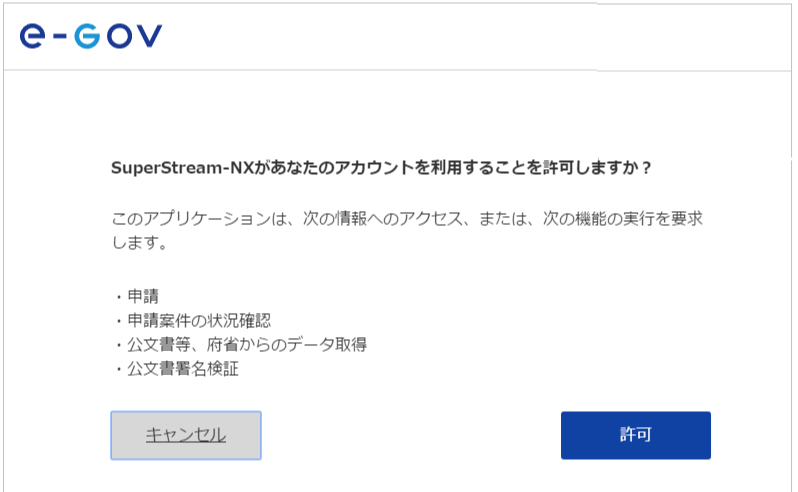 e-Gov
SuperStream-NXがあなたのアカウントを利用することを許可しますか？
このアプリケーションは、次の情報へのアクセス、または、次の機能の実行を要求
します。
・申請
・申請案件の状況確認
・公文書等、府省からのデータ取得
・公文書署名検証
キャンセル
許可